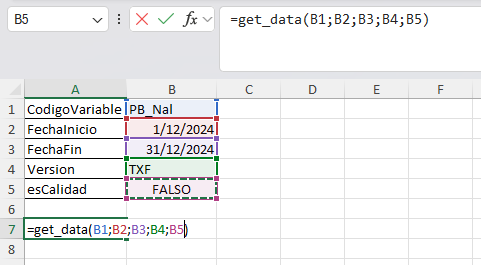 B5 fx =get_data(B1;B2;B3;B4;B5)
A B C D E F
1 CodigoVariable PB_Nal
2 FechaInicio 1/12/2024
3 FechaFin 31/12/2024
4 Version TXF
5 esCalidad FALSO
6
7 =get_data(B1;B2;B3;B4;B5)
8